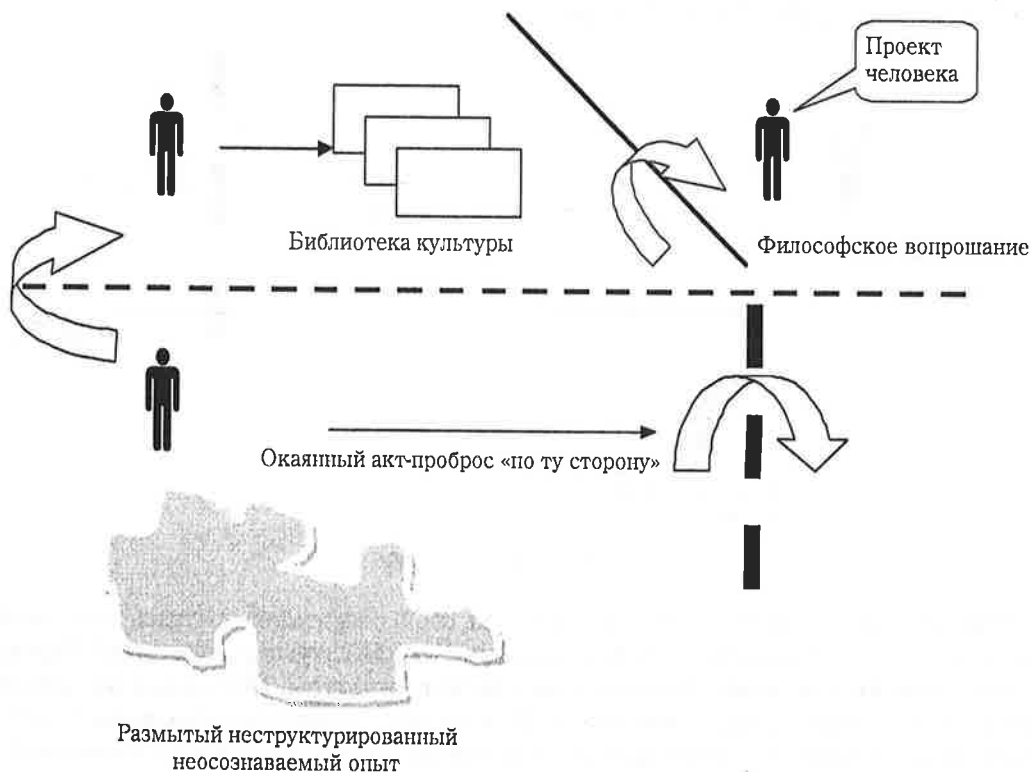 Проект
человека
Библиотека культуры
Философское вопрошание
Окаянный акт-проброс «по ту сторону»
Размытый неструктурированный
неосознаваемый опыт